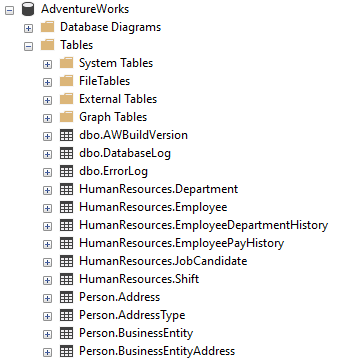 AdventureWorks
Database Diagrams
Tables
System Tables
FileTables
External Tables
Graph Tables
dbo.AWBuildVersion
dbo.DatabaseLog
dbo.ErrorLog
HumanResources.Department
HumanResources.Employee
HumanResources.EmployeeDepartmentHistory
HumanResources.EmployeePayHistory
HumanResources.JobCandidate
HumanResources.Shift
Person.Address
Person.AddressType
Person.BusinessEntity
Person.BusinessEntityAddress